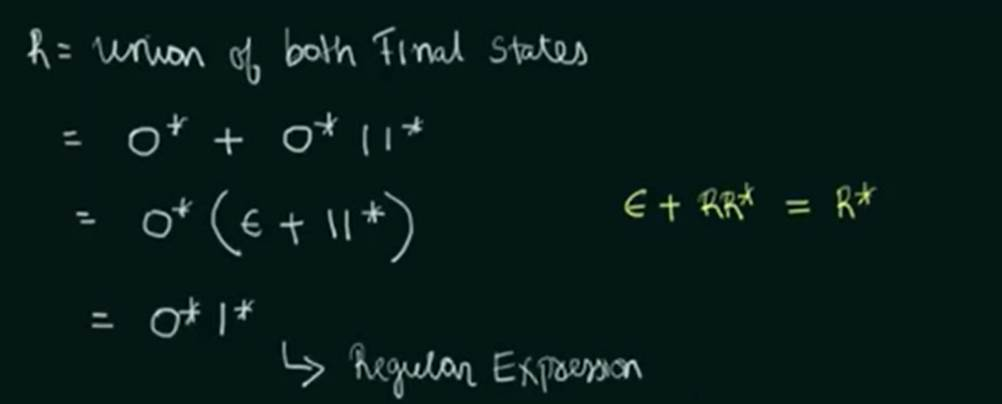 R = Union of both Final States
= 0* + 0* 11*
= 0* (ϵ + 11*)
ϵ + RR* = R*
= 0* 1*
↳ Regular Expression